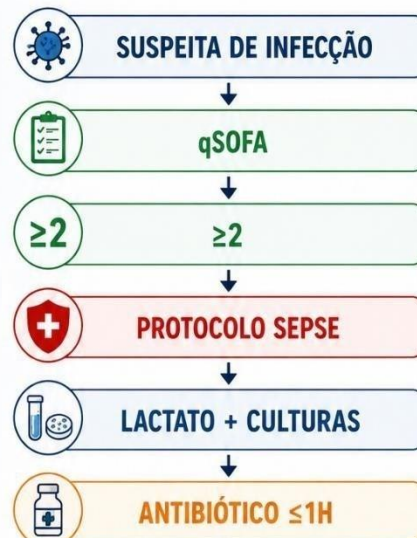 SUSPEITA DE INFECÇÃO
qSOFA
≥2 ≥2
PROTOCOLO SEPSE
LACTATO + CULTURAS
ANTIBIÓTICO ≤1H